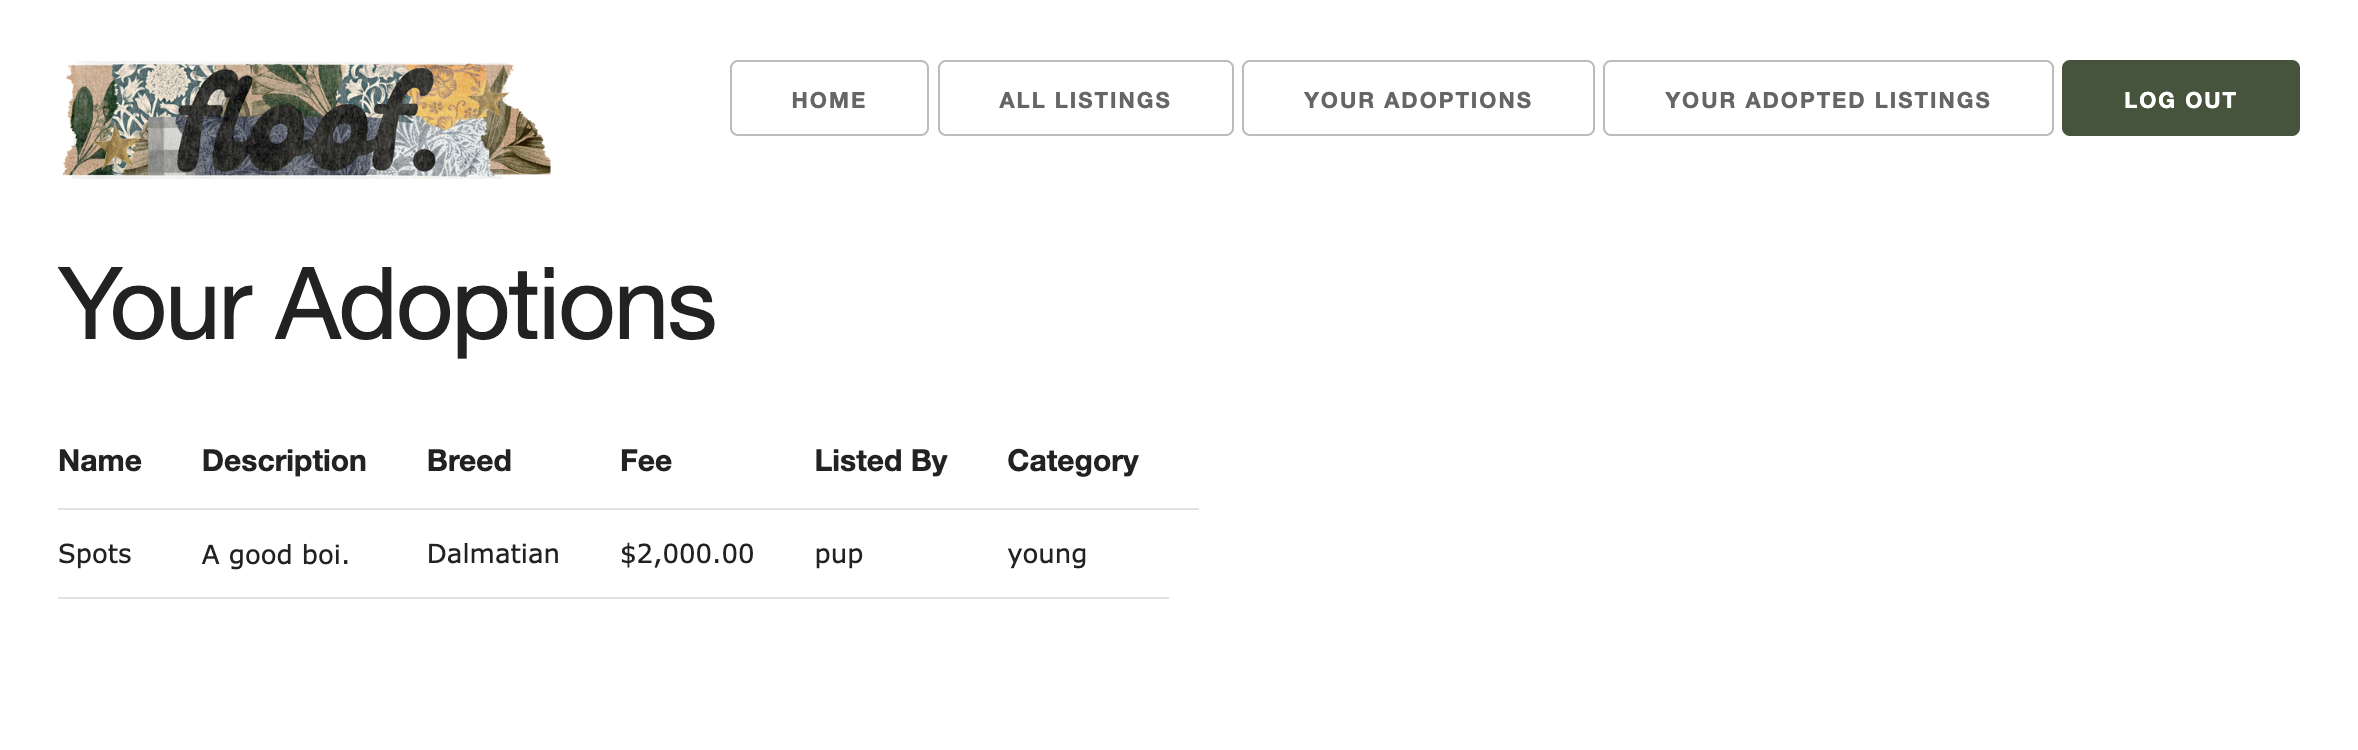 floof.
HOME ALL LISTINGS YOUR ADOPTIONS YOUR ADOPTED LISTINGS LOG OUT
Your Adoptions
Name Description Breed Fee Listed By Category
Spots A good boi. Dalmatian $2,000.00 pup young